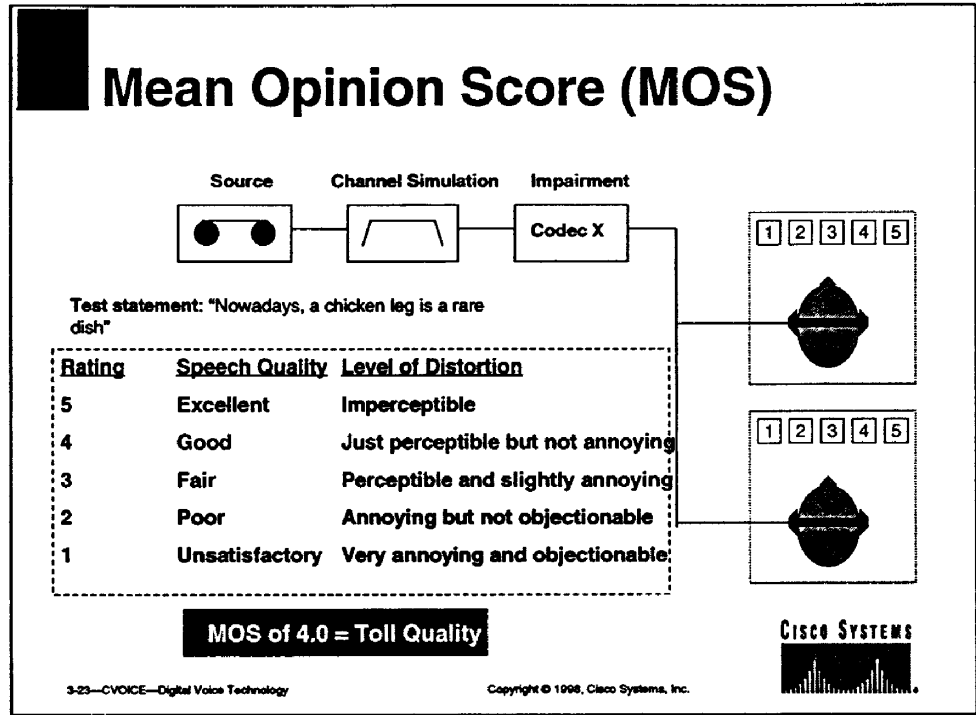 Mean Opinion Score (MOS)
Source Channel Simulation Impairment
Codec X
1 2 3 4 5
Test statement: "Nowadays, a chicken leg is a rare
dish"
Rating Speech Quality Level of Distortion
5 Excellent Imperceptible
4 Good Just perceptible but not annoying
3 Fair Perceptible and slightly annoying
2 Poor Annoying but not objectionable
1 Unsatisfactory Very annoying and objectionable
1 2 3 4 5
MOS of 4.0 = Toll Quality
CISCO SYSTEMS
3-23—CVOICE—Digital Voice Technology
Copyright © 1998, Cisco Systems, Inc.